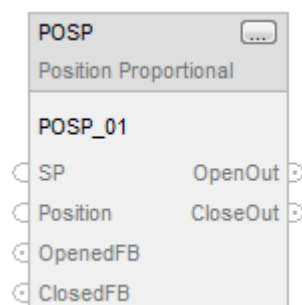 POSP ...
Position Proportional
POSP_01
SP OpenOut
Position CloseOut
OpenedFB
ClosedFB